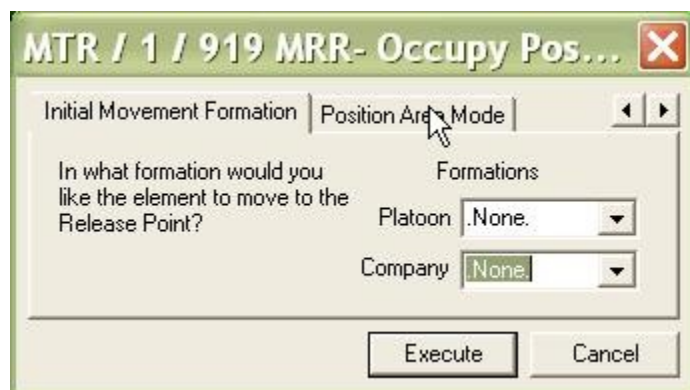 MTR / 1 / 919 MRR- Occupy Pos...
Initial Movement Formation
Position Area Mode
In what formation would you
like the element to move to the
Release Point?
Formations
Platoon .None.
Company .None.
Execute
Cancel